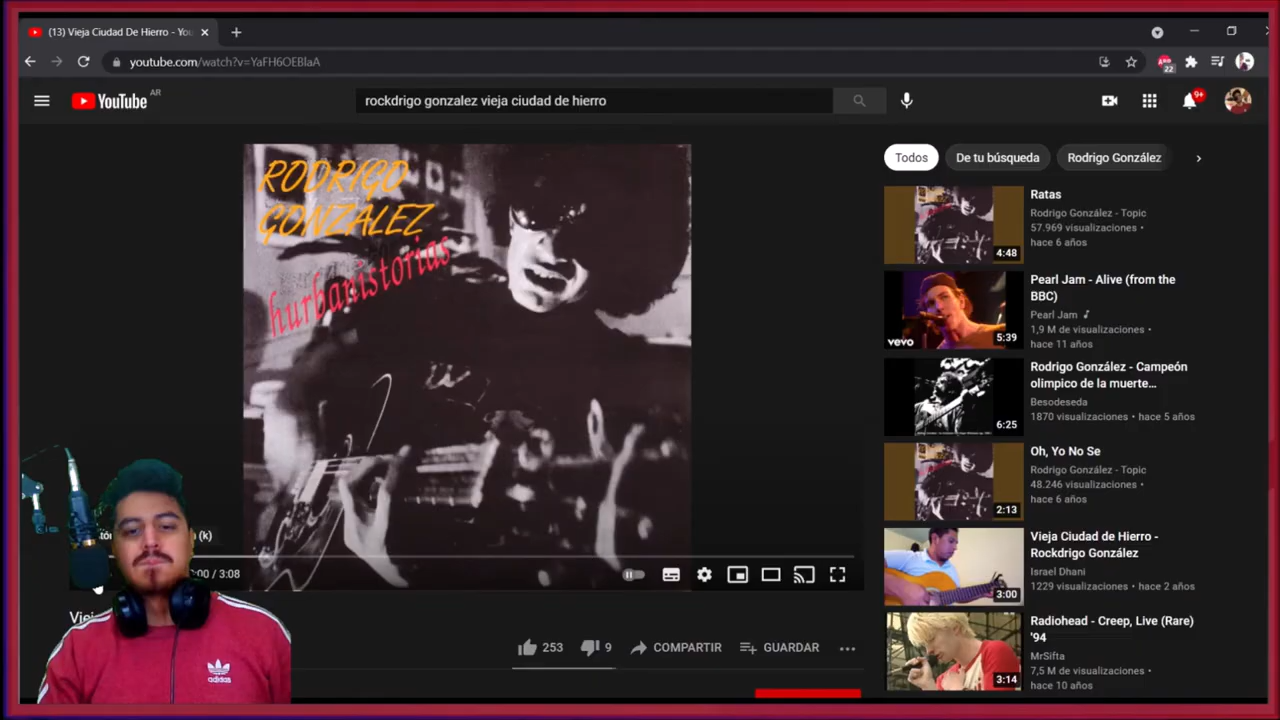 (13) Vieja Ciudad De Hierro - You
youtube.com/watch?v=YaFH6OEBlaA
22
YouTube AR
rockdrigo gonzalez vieja ciudad de hierro
9+
RODRIGO
GONZALEZ
hurbanistorias
(k)
3:08
253
9
COMPARTIR
GUARDAR
Todos
De tu búsqueda
Rodrigo González
Ratas
Rodrigo González - Topic
57.969 visualizaciones •
hace 6 años
4:48
Pearl Jam - Alive (from the
BBC)
Pearl Jam
1,9 M de visualizaciones •
hace 11 años
vevo
5:39
Rodrigo González - Campeón
olimpico de la muerte...
Besodeseda
1870 visualizaciones • hace 5 años
6:25
Oh, Yo No Se
Rodrigo González - Topic
48.246 visualizaciones •
hace 6 años
2:13
Vieja Ciudad de Hierro -
Rockdrigo González
Israel Dhani
1229 visualizaciones • hace 2 años
3:00
Radiohead - Creep, Live (Rare)
'94
MrSifta
7,5 M de visualizaciones •
hace 10 años
3:14
adidas